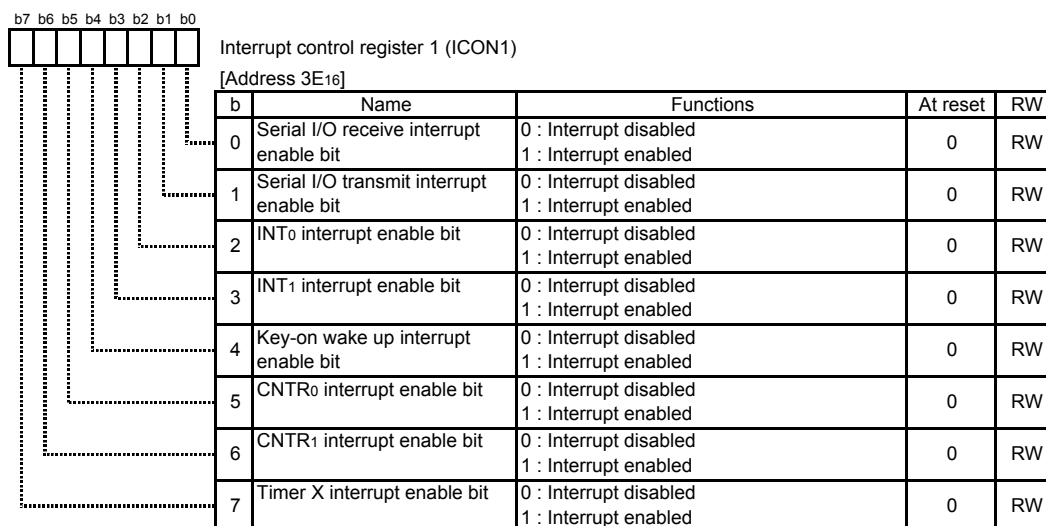 b7 b6 b5 b4 b3 b2 b1 b0
Interrupt control register 1 (ICON1)
[Address 3E16]
b Name Functions At reset RW
0 Serial I/O receive interrupt enable bit 0 : Interrupt disabled 1 : Interrupt enabled 0 RW
1 Serial I/O transmit interrupt enable bit 0 : Interrupt disabled 1 : Interrupt enabled 0 RW
2 INT0 interrupt enable bit 0 : Interrupt disabled 1 : Interrupt enabled 0 RW
3 INT1 interrupt enable bit 0 : Interrupt disabled 1 : Interrupt enabled 0 RW
4 Key-on wake up interrupt enable bit 0 : Interrupt disabled 1 : Interrupt enabled 0 RW
5 CNTR0 interrupt enable bit 0 : Interrupt disabled 1 : Interrupt enabled 0 RW
6 CNTR1 interrupt enable bit 0 : Interrupt disabled 1 : Interrupt enabled 0 RW
7 Timer X interrupt enable bit 0 : Interrupt disabled 1 : Interrupt enabled 0 RW